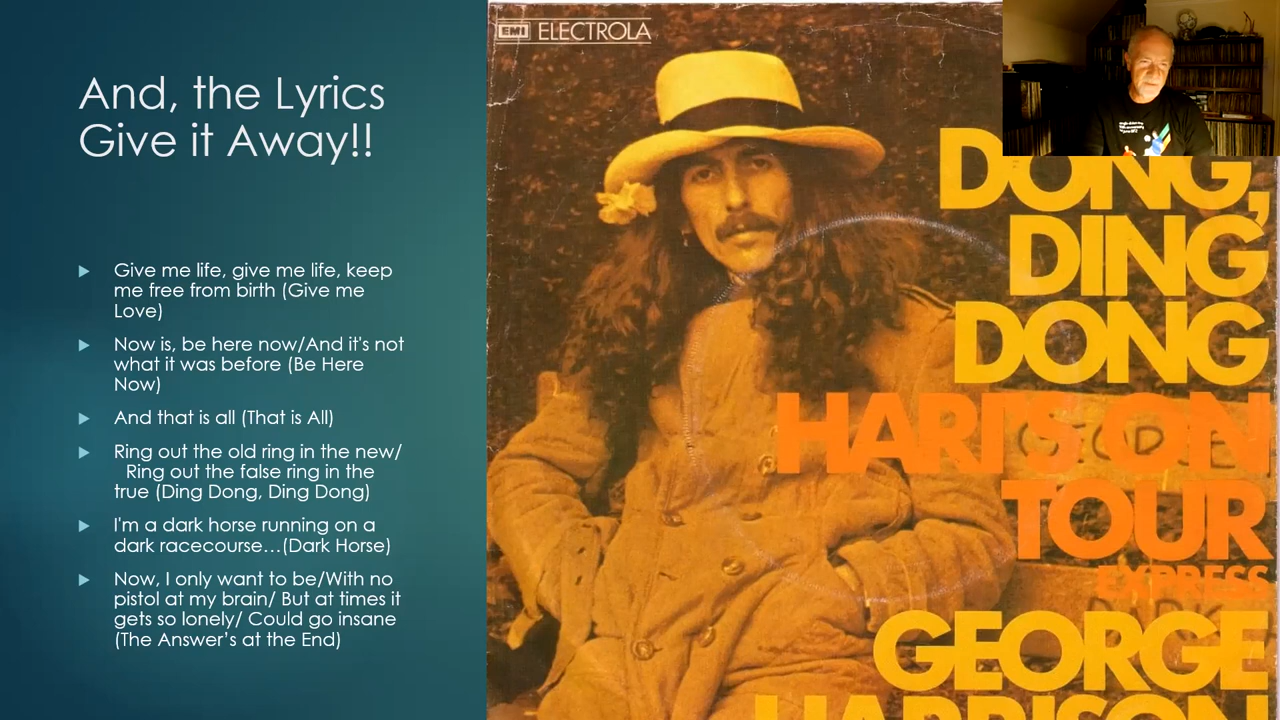 And, the Lyrics
Give it Away!!
Give me life, give me life, keep
me free from birth (Give me
Love)
Now is, be here now/And it's not
what it was before (Be Here
Now)
And that is all (That is All)
Ring out the old ring in the new/
Ring out the false ring in the
true (Ding Dong, Ding Dong)
I'm a dark horse running on a
dark racecourse...(Dark Horse)
Now, I only want to be/With no
pistol at my brain/ But at times it
gets so lonely/ Could go insane
(The Answer's at the End)
EMI ELECTROLA
DONG,
DING
DONG
HARI'S ON
TOUR
EXPRESS
GEORGE
HARRISON